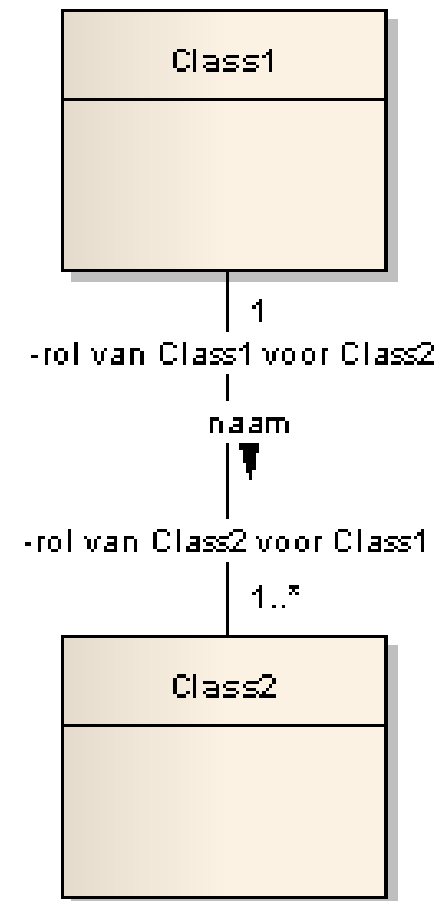 Class1
1
-rol van Class1 voor Class2
naam
-rol van Class2 voor Class1
1..*
Class2